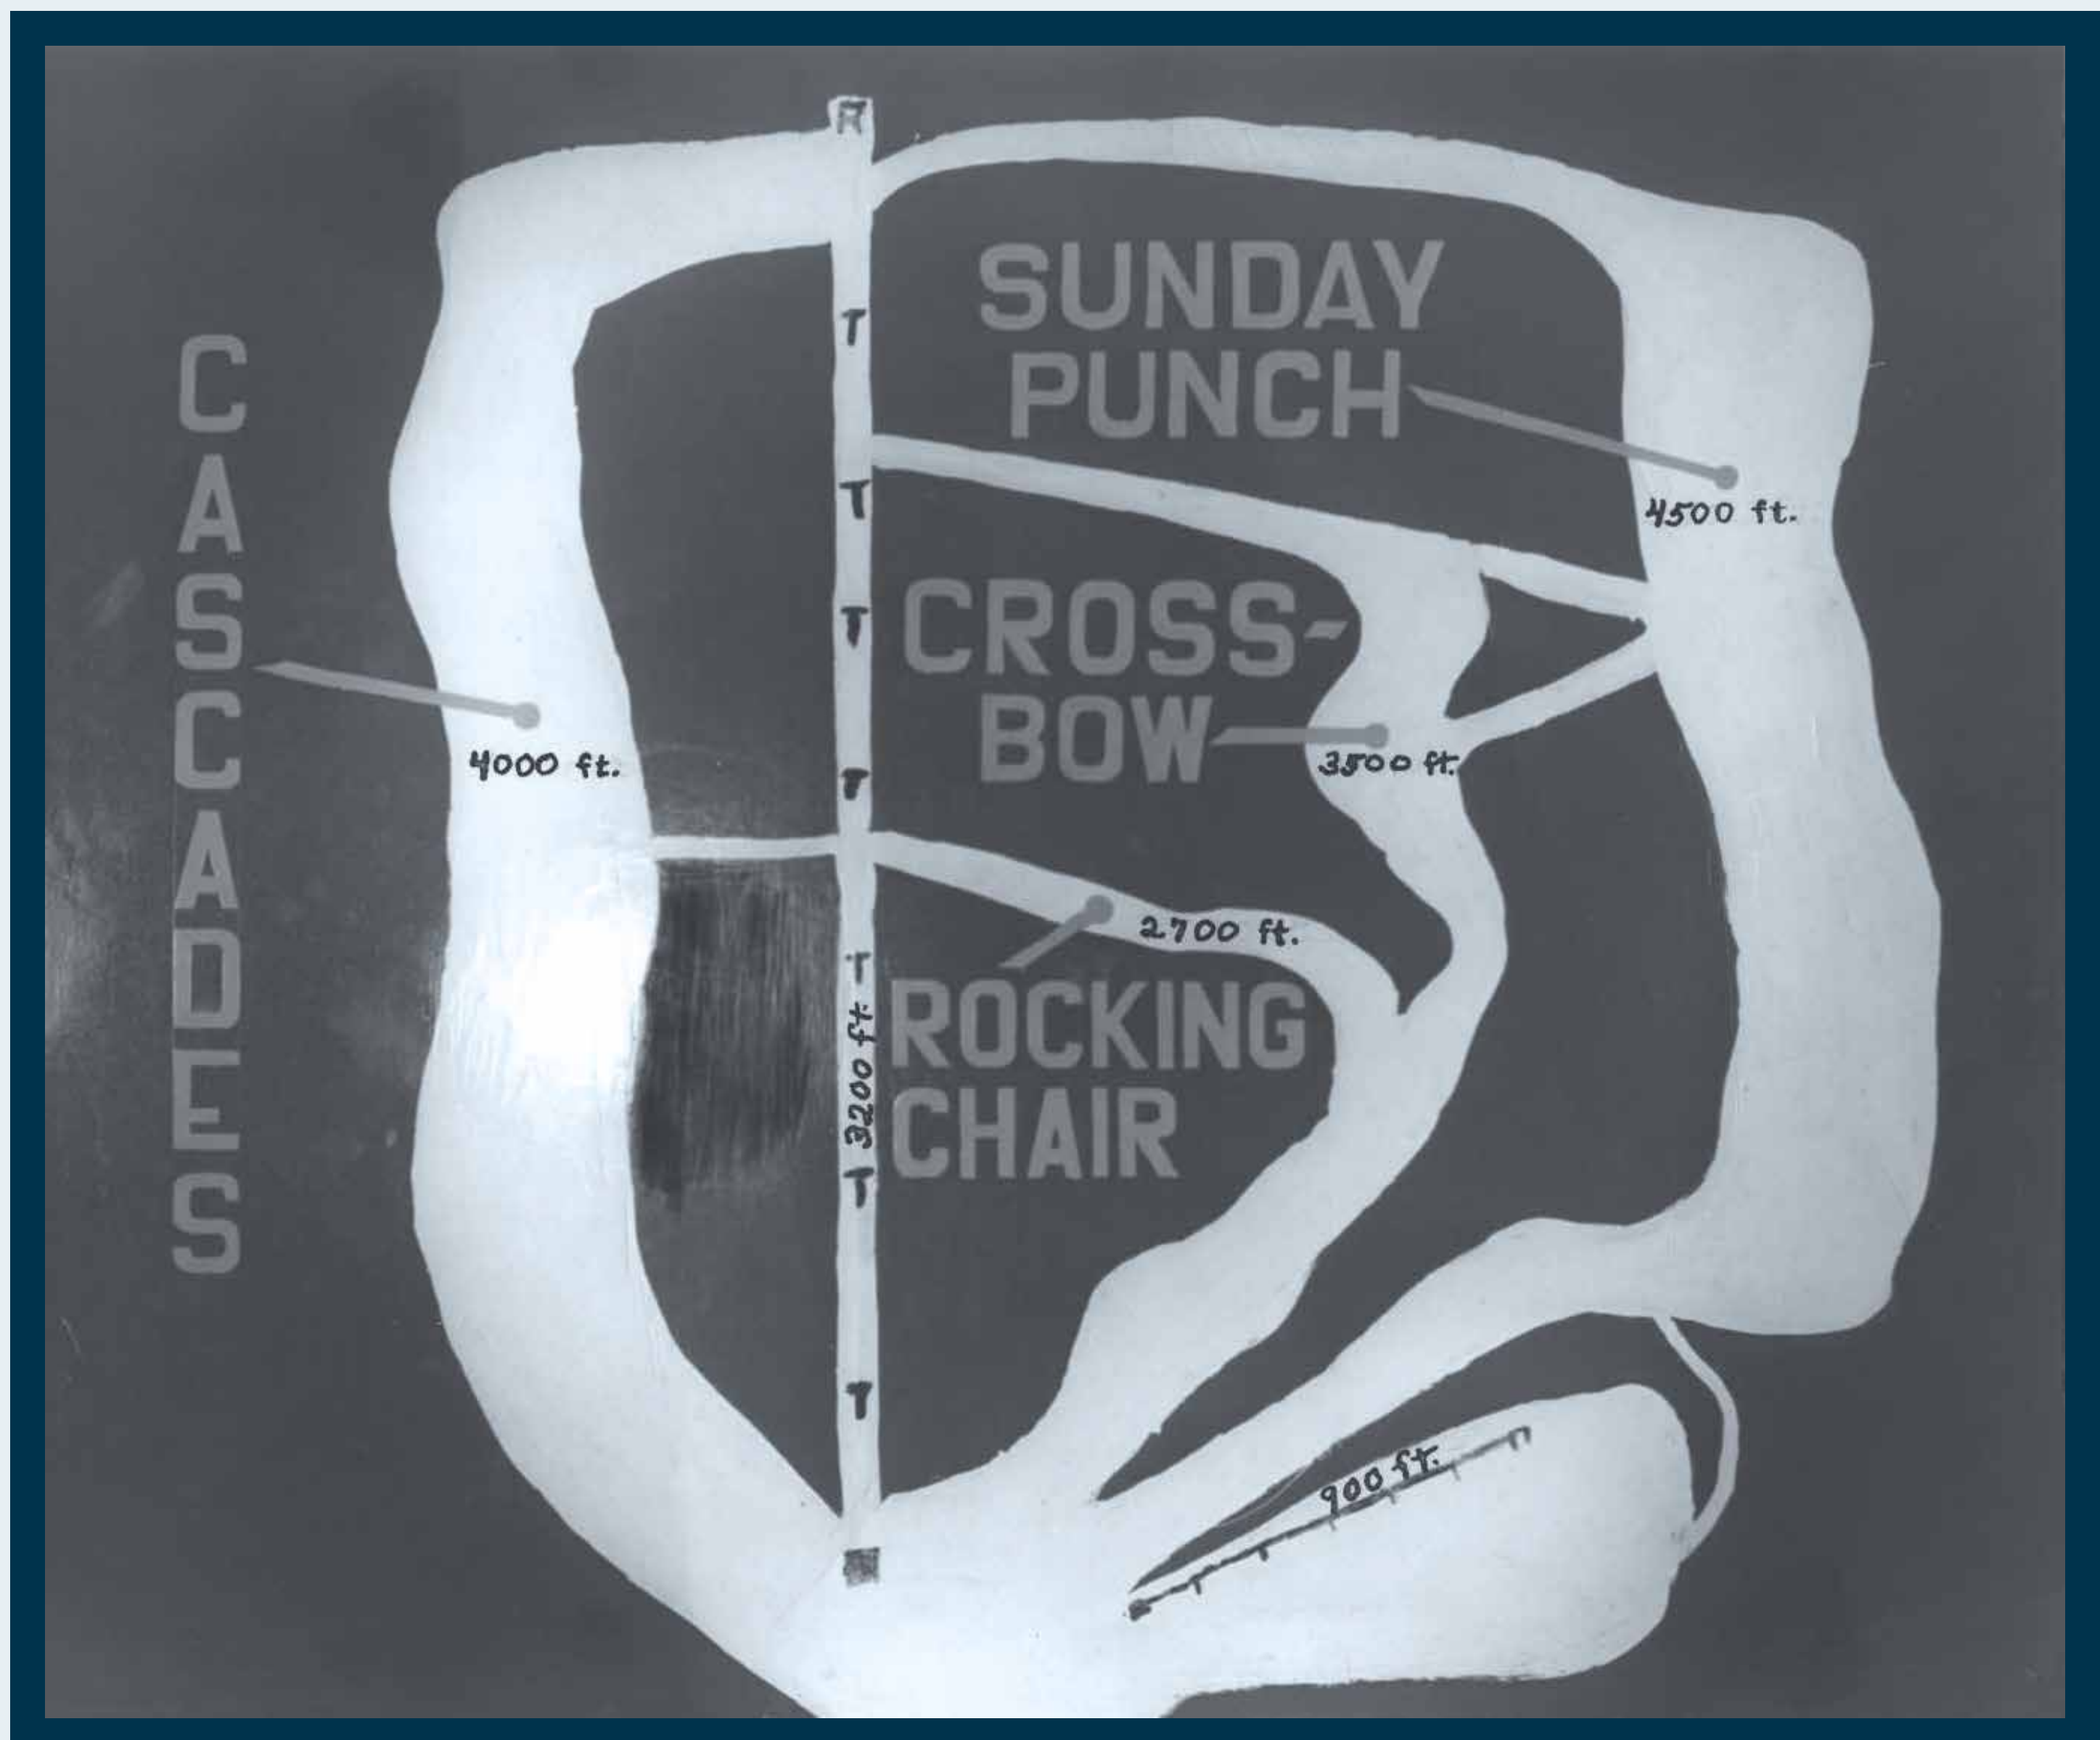 R
T
SUNDAY
PUNCH
4500 ft.
T
CASCADES
4000 ft.
T
CROSS-
BOW
3500 ft.
T
2700 ft.
ROCKING
CHAIR
T
3200 ft.
T
T
900 ft.